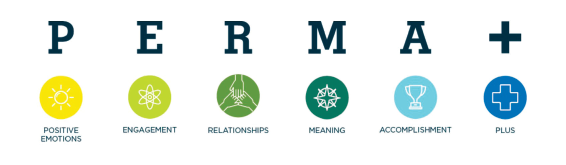 P E R M A +
POSITIVE EMOTIONS
ENGAGEMENT
RELATIONSHIPS
MEANING
ACCOMPLISHMENT
PLUS